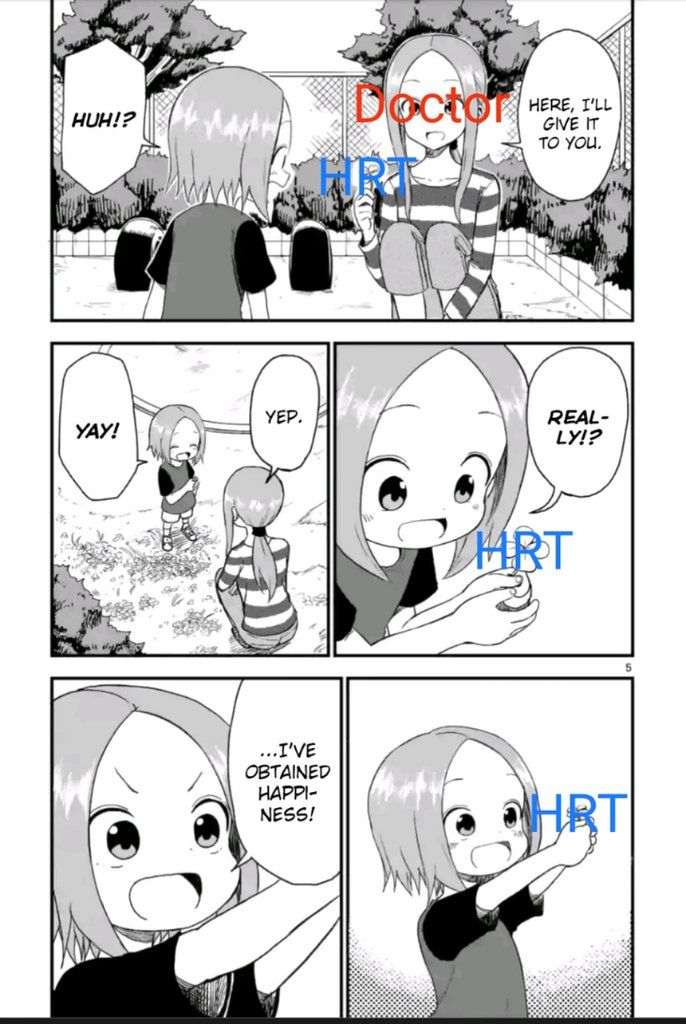 HERE, I'LL
GIVE IT
TO YOU.
Doctor
HRT
HUH!?
REAL-
LY!?
HRT
YEP.
YAY!
5
HRT
...I'VE
OBTAINED
HAPPI-
NESS!